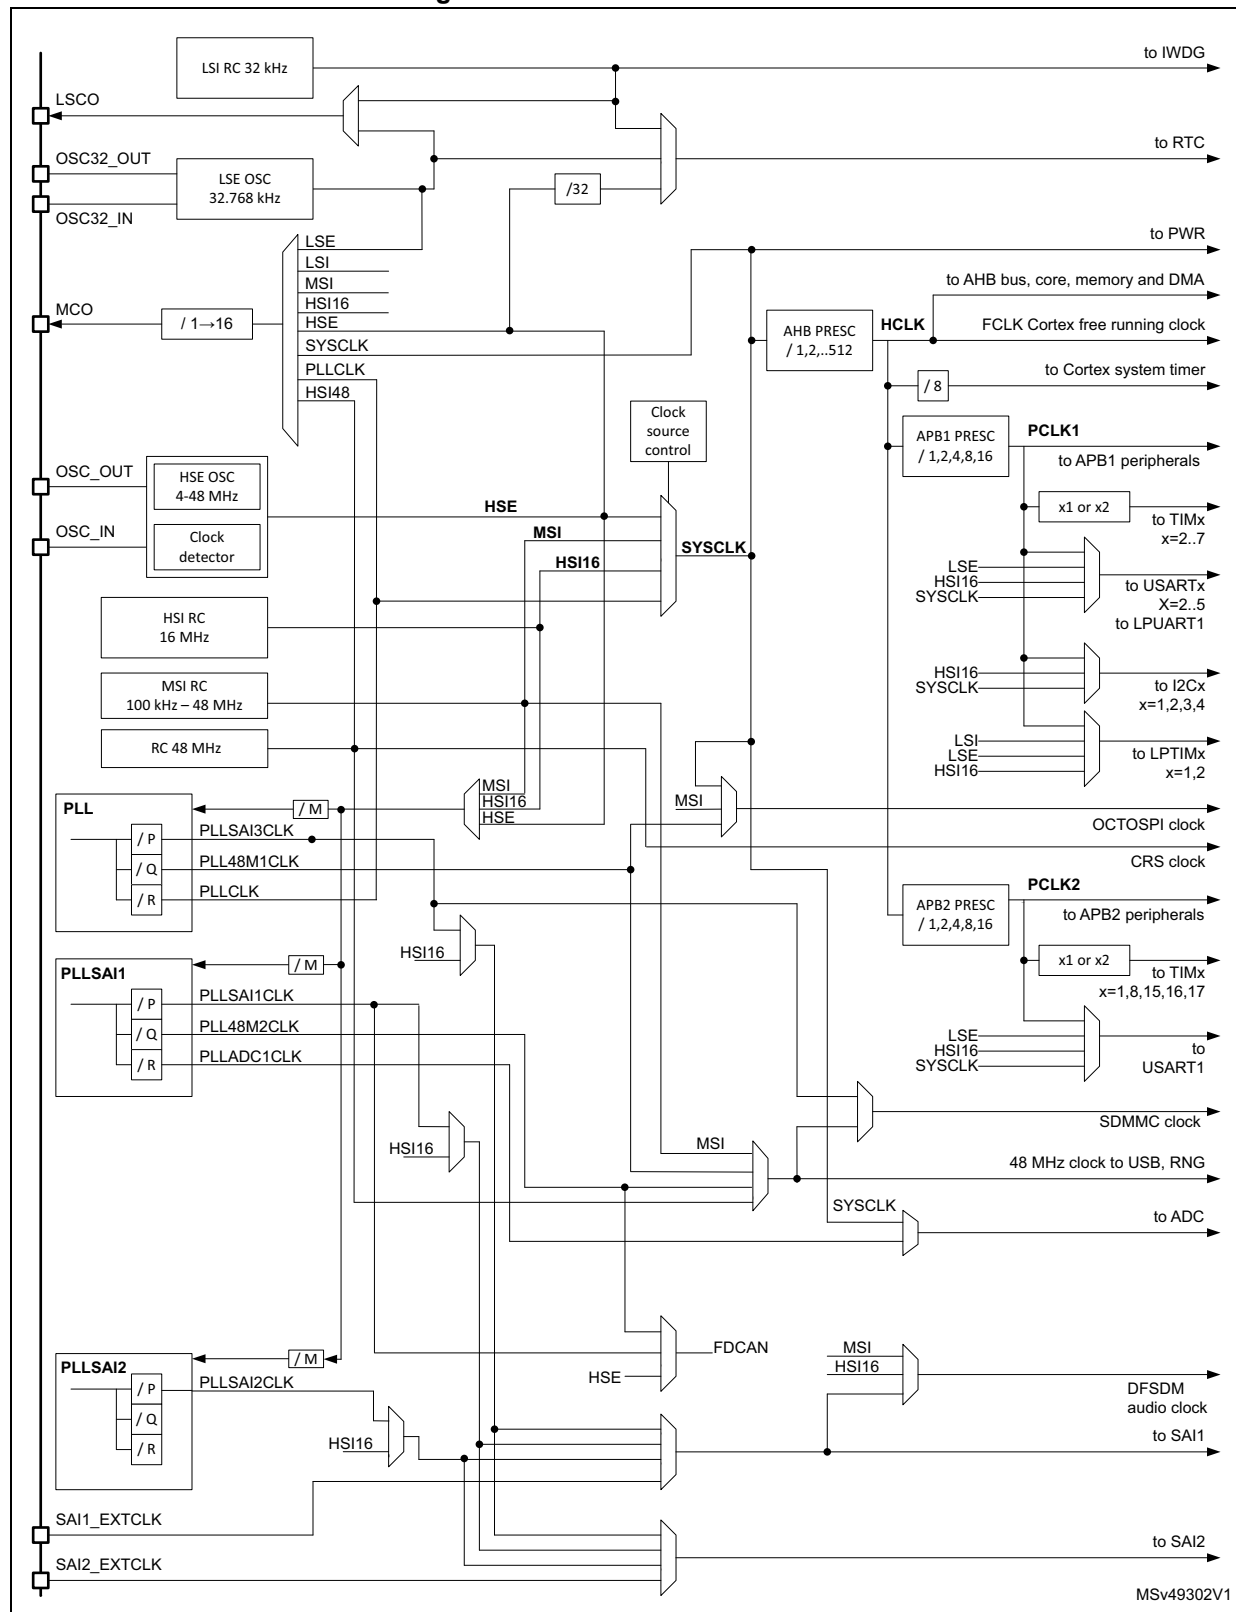 LSI RC 32 kHz
to IWDG
LSCO
to RTC
OSC32_OUT
LSE OSC
32.768 kHz
/32
OSC32_IN
to PWR
LSE
LSI
MSI
HSI16
HSE
SYSCLK
PLLCLK
HSI48
MCO
/ 1→16
to AHB bus, core, memory and DMA
AHB PRESC
/ 1,2,..512
HCLK
FCLK Cortex free running clock
to Cortex system timer
/ 8
Clock
source
control
APB1 PRESC
/ 1,2,4,8,16
PCLK1
to APB1 peripherals
OSC_OUT
HSE OSC
4-48 MHz
OSC_IN
Clock
detector
HSE
MSI
HSI16
SYSCLK
x1 or x2
to TIMx
x=2..7
LSE
HSI16
SYSCLK
to USARTx
X=2..5
to LPUART1
HSI RC
16 MHz
MSI RC
100 kHz – 48 MHz
RC 48 MHz
HSI16
SYSCLK
to I2Cx
x=1,2,3,4
LSI
LSE
HSI16
to LPTIMx
x=1,2
MSI
HSI16
HSE
MSI
OCTOSPI clock
CRS clock
PLL
/ M
/ P
PLLSAI3CLK
/ Q
PLL48M1CLK
/ R
PLLCLK
APB2 PRESC
/ 1,2,4,8,16
PCLK2
to APB2 peripherals
HSI16
x1 or x2
to TIMx
x=1,8,15,16,17
PLLSAI1
/ M
/ P
PLLSAI1CLK
/ Q
PLL48M2CLK
/ R
PLLADC1CLK
LSE
HSI16
SYSCLK
to
USART1
SDMMC clock
HSI16
MSI
48 MHz clock to USB, RNG
SYSCLK
to ADC
FDCAN
HSE
MSI
HSI16
DFSDM
audio clock
PLLSAI2
/ M
/ P
PLLSAI2CLK
/ Q
/ R
HSI16
to SAI1
SAI1_EXTCLK
to SAI2
SAI2_EXTCLK
MSv49302V1